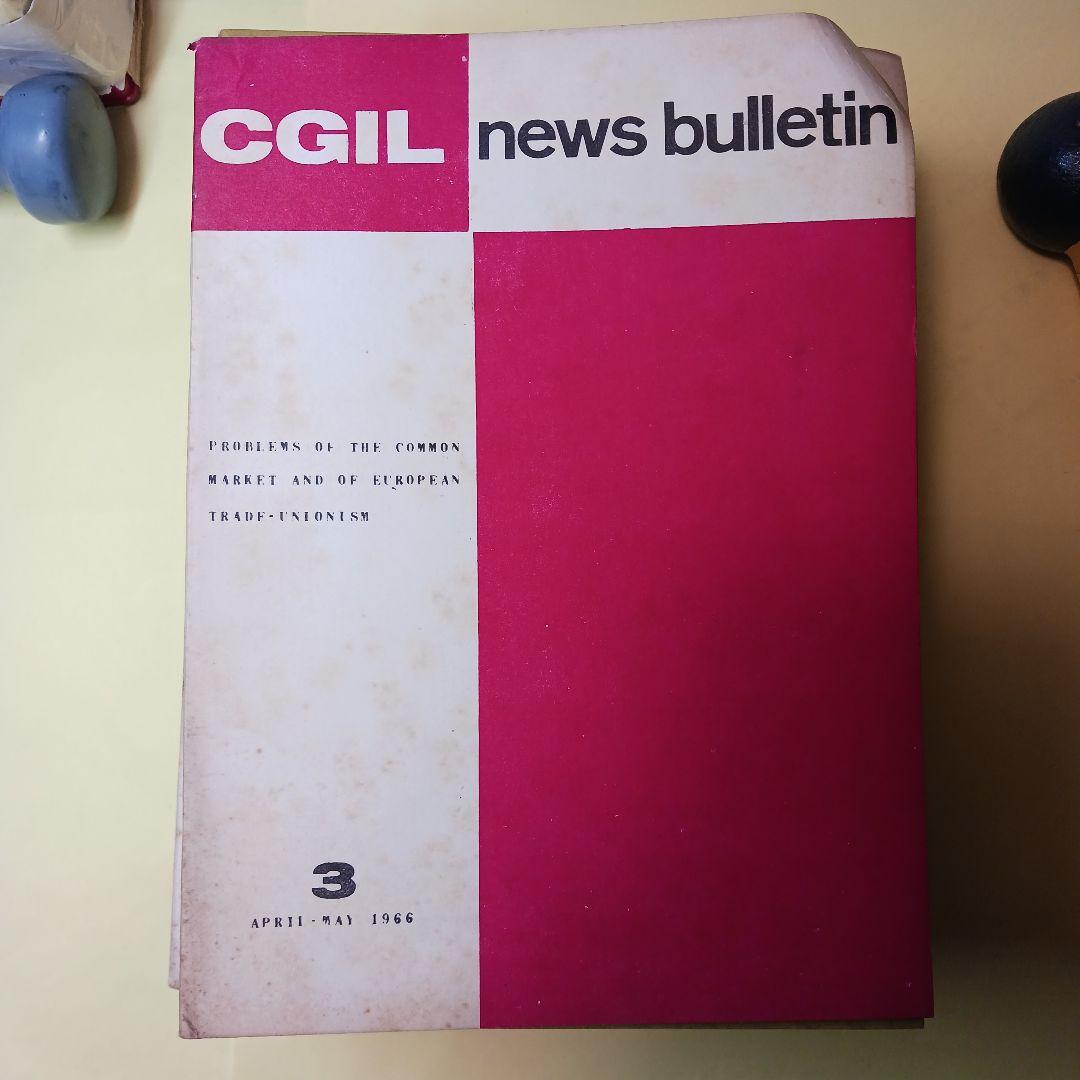 CGIL news bulletin
PROBLEMS OF THE COMMON
MARKET AND OF EUROPEAN
TRADE-UNIONISM
3
APRIL-MAY 1966